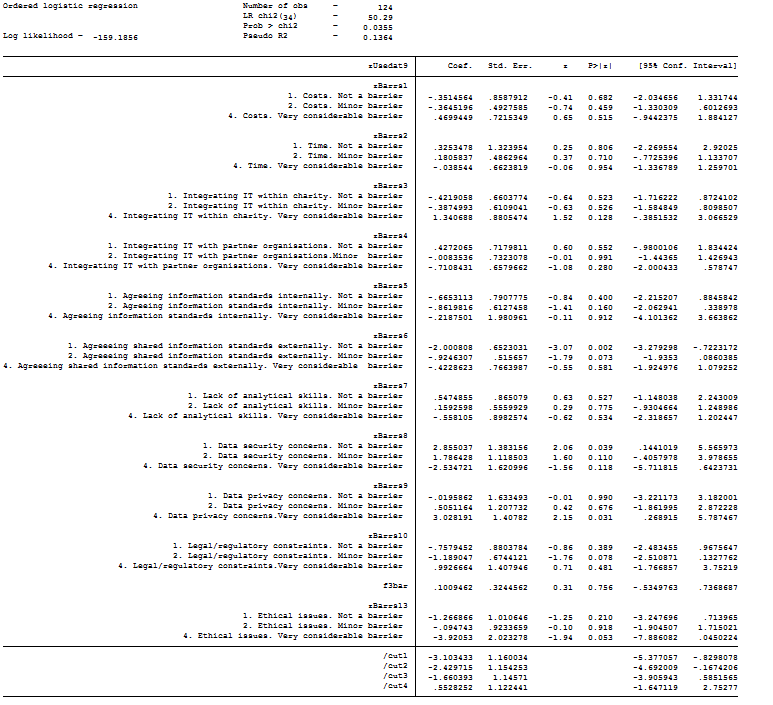 Ordered logistic regression Number of obs = 124
LR chi2(34) = 50.29
Prob > chi2 = 0.0355
Log likelihood = -159.1856 Pseudo R2 = 0.1364
rUsedat9 Coef. Std. Err. z P>|z| [95% Conf. Interval]
rBarrs1
1. Costs. Not a barrier -.3514564 .8587912 -0.41 0.682 -2.034656 1.331744
2. Costs. Minor barrier -.3645196 .4927585 -0.74 0.459 -1.330309 .6012693
4. Costs. Very considerable barrier .4699449 .7215349 0.65 0.515 -.9442375 1.884127
rBarrs2
1. Time. Not a barrier .3253478 1.323954 0.25 0.806 -2.269554 2.92025
2. Time. Minor barrier .1805837 .4862964 0.37 0.710 -.7725396 1.133707
4. Time. Very considerable barrier -.038544 .6623819 -0.06 0.954 -1.336789 1.259701
rBarrs3
1. Integrating IT within charity. Not a barrier -.4219058 .6603774 -0.64 0.523 -1.716222 .8724102
2. Integrating IT within charity. Minor barrier -.3874993 .6109041 -0.63 0.526 -1.584849 .8098507
4. Integrating IT within charity. Very considerable barrier 1.340688 .8805474 1.52 0.128 -.3851532 3.066529
rBarrs4
1. Integrating IT with partner organisations. Not a barrier .4272065 .7179811 0.60 0.552 -.9800106 1.834424
2. Integrating IT with partner organisations.Minor barrier -.0083536 .7323078 -0.01 0.991 -1.44365 1.426943
4. Integrating IT with partner organisations. Very considerable barrier -.7108431 .6579662 -1.08 0.280 -2.000433 .578747
rBarrs5
1. Agreeing information standards internally. Not a barrier -.6653113 .7907775 -0.84 0.400 -2.215207 .8845842
2. Agreeing information standards internally. Minor barrier -.8619816 .6127458 -1.41 0.160 -2.062941 .338978
4. Agreeing information standards internally. Very considerable barrier -.2187501 1.980961 -0.11 0.912 -4.101362 3.663862
rBarrs6
1. Agreeeing shared information standards externally. Not a barrier -2.000808 .6523031 -3.07 0.002 -3.279298 -.7223172
2. Agreeeing shared information standards externally. Minor barrier -.9246307 .515657 -1.79 0.073 -1.9353 .0860385
4. Agreeeing shared information standards externally. Very considerable barrier -.4228623 .7663987 -0.55 0.581 -1.924976 1.079252
rBarrs7
1. Lack of analytical skills. Not a barrier .5474855 .865079 0.63 0.527 -1.148038 2.243009
2. Lack of analytical skills. Minor barrier .1592598 .5559929 0.29 0.775 -.9304664 1.248986
4. Lack of analytical skills. Very considerable barrier -.558105 .8982574 -0.62 0.534 -2.318657 1.202447
rBarrs8
1. Data security concerns. Not a barrier 2.855037 1.383156 2.06 0.039 .1441019 5.565973
2. Data security concerns. Minor barrier 1.786428 1.118503 1.60 0.110 -.4057978 3.978655
4. Data security concerns. Very considerable barrier -2.534721 1.620996 -1.56 0.118 -5.711815 .6423731
rBarrs9
1. Data privacy concerns. Not a barrier -.0195862 1.633493 -0.01 0.990 -3.221173 3.182001
2. Data privacy concerns. Minor barrier .5051164 1.207732 0.42 0.676 -1.861995 2.872228
4. Data privacy concerns.Very considerable barrier 3.028191 1.40782 2.15 0.031 .268915 5.787467
rBarrs10
1. Legal/regulatory constraints. Not a barrier -.7579452 .8803784 -0.86 0.389 -2.483455 .9675647
2. Legal/regulatory constraints. Minor barrier -1.189047 .6744121 -1.76 0.078 -2.510871 .1327762
4. Legal/regulatory constraints.Very considerable barrier .9926664 1.407946 0.71 0.481 -1.766857 3.75219
f3bar .1009462 .3244562 0.31 0.756 -.5349763 .7368687
rBarrs13
1. Ethical issues. Not a barrier -1.266866 1.010646 -1.25 0.210 -3.247696 .713965
2. Ethical issues. Minor barrier -.094743 .9233659 -0.10 0.918 -1.904507 1.715021
4. Ethical issues. Very considerable barrier -3.92053 2.023278 -1.94 0.053 -7.886082 .0450224
/cut1 -3.103433 1.160034 -5.377057 -.8298078
/cut2 -2.429715 1.154253 -4.692009 -.1674206
/cut3 -1.660393 1.14571 -3.905943 .5851565
/cut4 .5528252 1.122441 -1.647119 2.75277